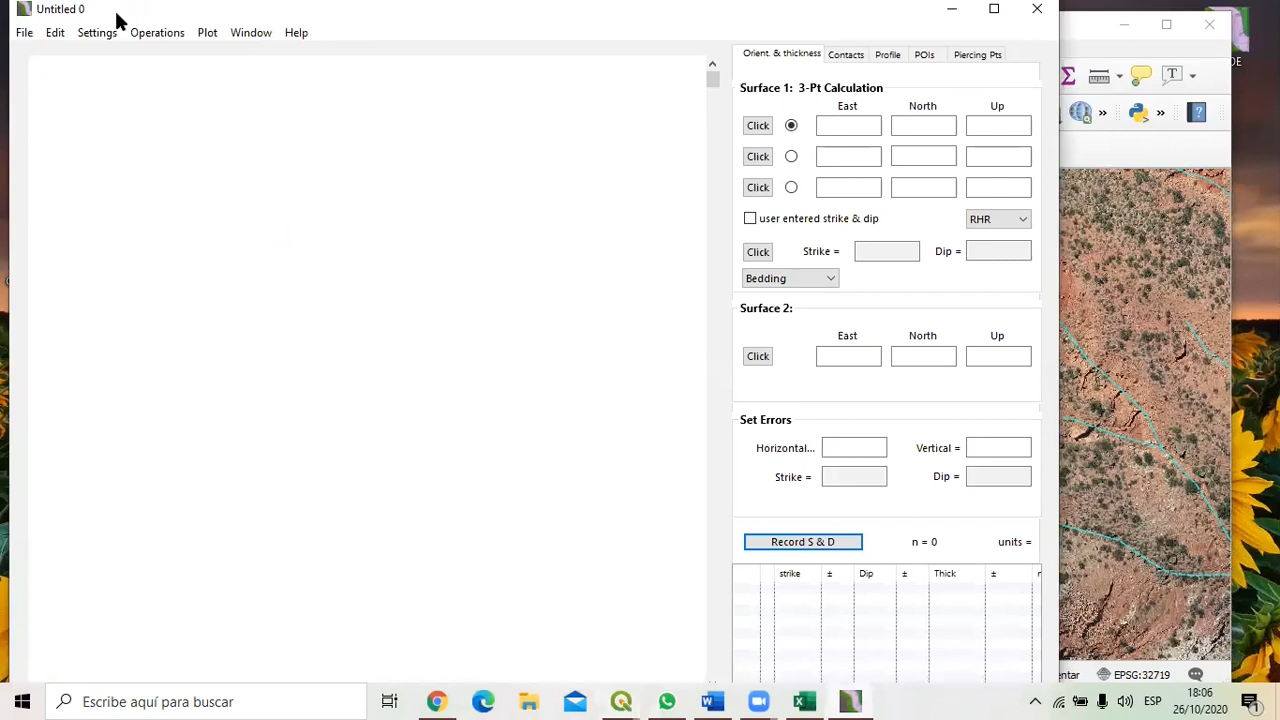 Untitled 0
File Edit Settings Operations Plot Window Help
Orient. & thickness Contacts Profile POIs Piercing Pts
Surface 1: 3-Pt Calculation
East North Up
Click
Click
Click
user entered strike & dip RHR
Click Strike = Dip =
Bedding
Surface 2:
East North Up
Click
Set Errors
Horizontal... Vertical =
Strike = Dip =
Record S & D n = 0 units =
strike ± Dip ± Thick ±
DE
Σ T
» »
?
entar EPSG:32719
Escribe aquí para buscar
ESP
18:06
26/10/2020
1